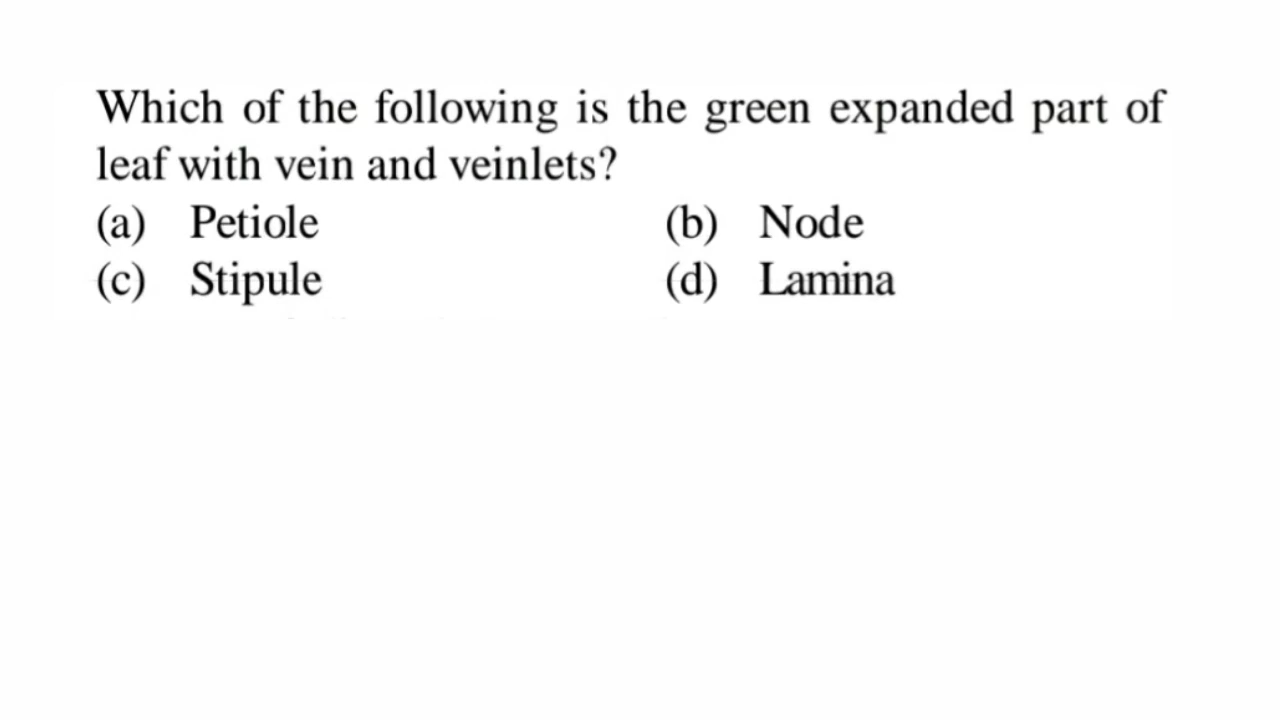 Which of the following is the green expanded part of
leaf with vein and veinlets?
(a) Petiole (b) Node
(c) Stipule (d) Lamina